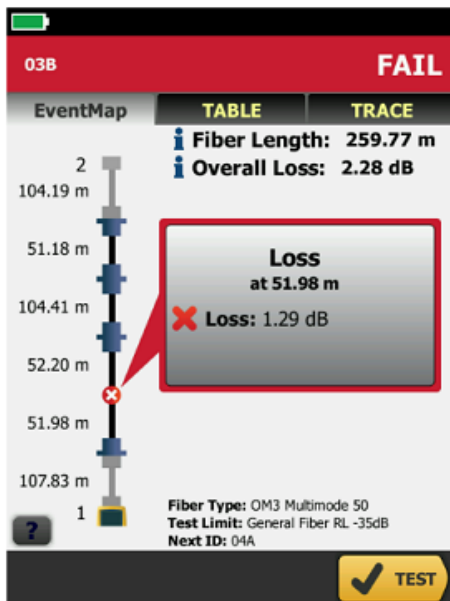 03B FAIL
EventMap TABLE TRACE
i Fiber Length: 259.77 m
i Overall Loss: 2.28 dB
2
104.19 m
51.18 m
104.41 m
52.20 m
51.98 m
107.83 m
1
Loss
at 51.98 m
Loss: 1.29 dB
Fiber Type: OM3 Multimode 50
Test Limit: General Fiber RL -35dB
Next ID: 04A
?
TEST